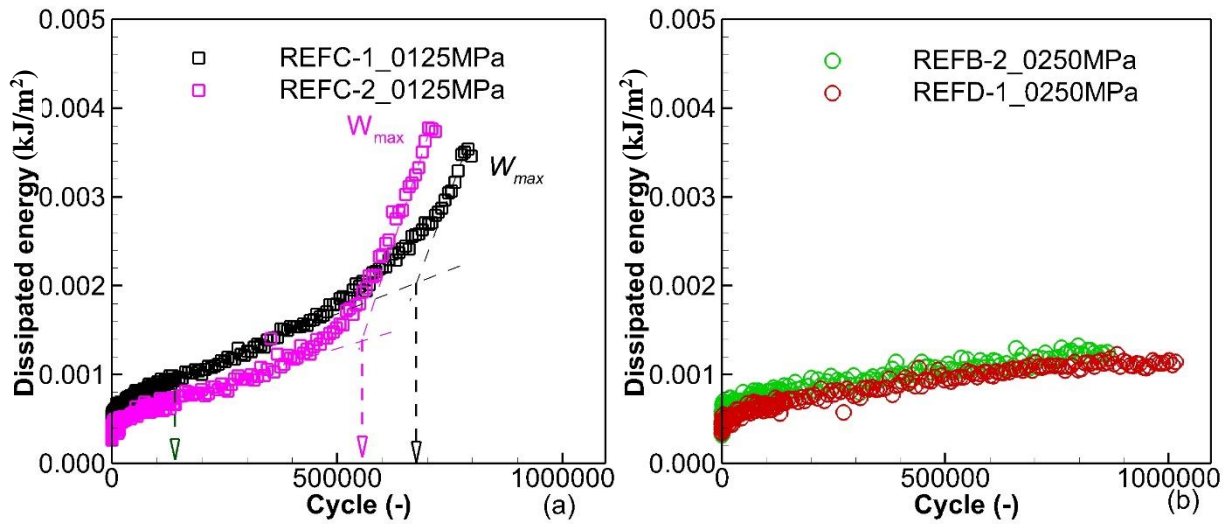 0.005
0.004
0.003
0.002
0.001
0.000
Dissipated energy (kJ/m²)
REFC-1_0125MPa
REFC-2_0125MPa
W max
W max
0
500000
1000000
Cycle (-)
(a)
0.005
0.004
0.003
0.002
0.001
0.000
Dissipated energy (kJ/m²)
REFB-2_0250MPa
REFD-1_0250MPa
0
500000
1000000
Cycle (-)
(b)